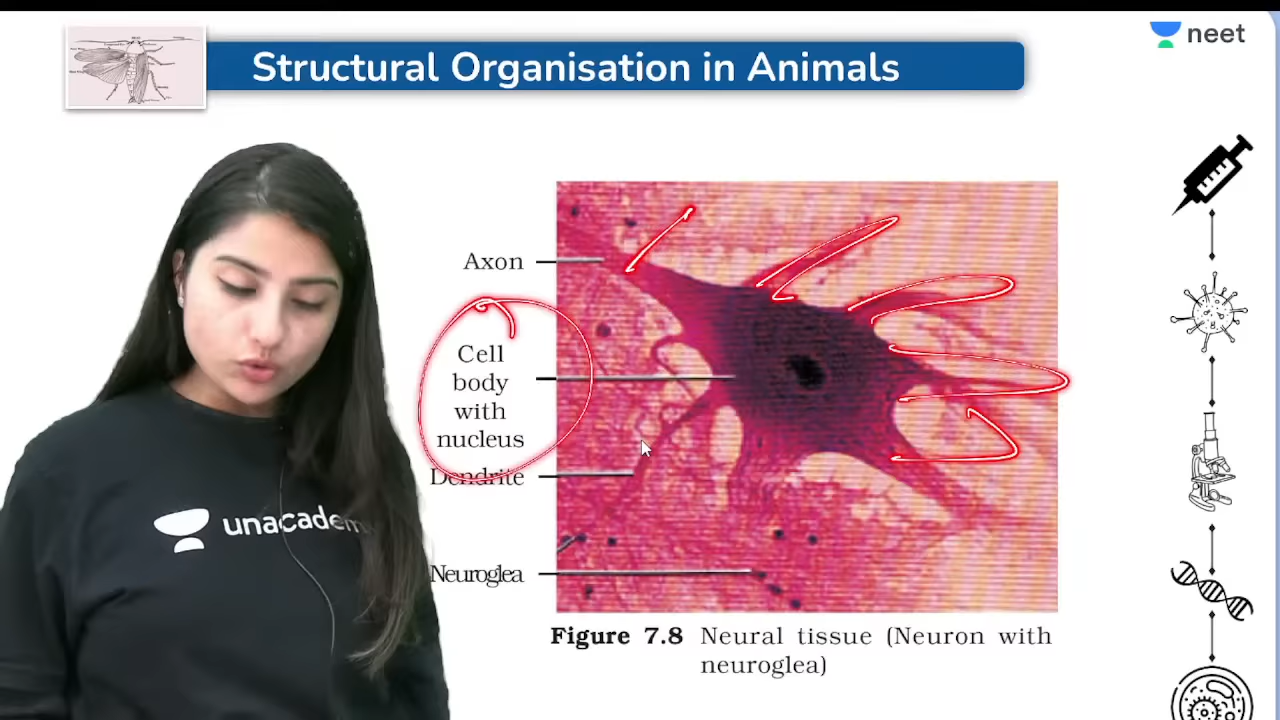 neet
Structural Organisation in Animals
Axon
Cell
body
with
nucleus
Dendrite
Neuroglea
unacadem
Figure 7.8 Neural tissue (Neuron with
neuroglea)